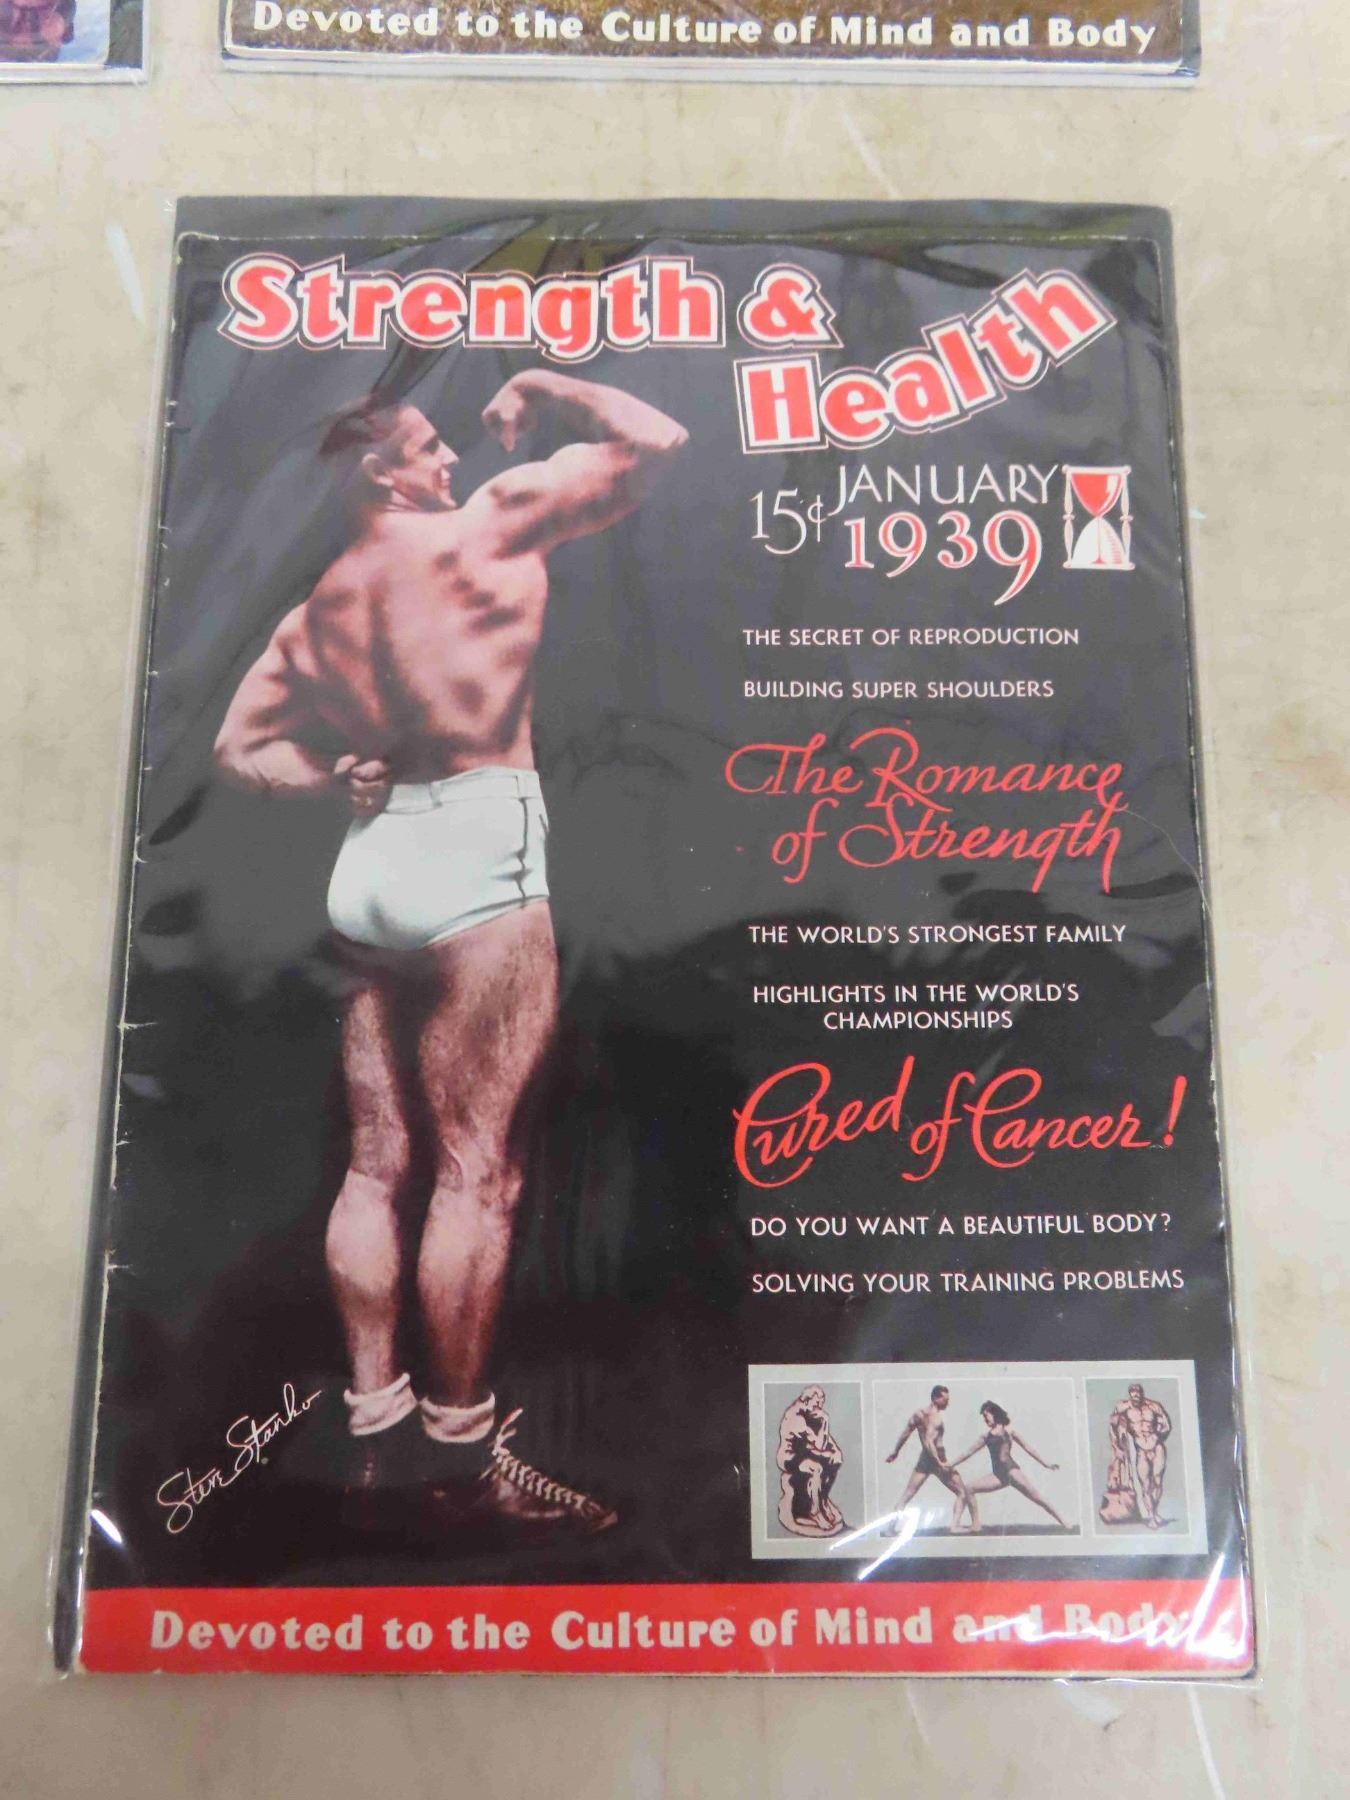 Devoted to the Culture of Mind and Body
Strength &
Health
15¢ JANUARY
1939
THE SECRET OF REPRODUCTION
BUILDING SUPER SHOULDERS
The Romance
of Strength
THE WORLD'S STRONGEST FAMILY
HIGHLIGHTS IN THE WORLD'S
CHAMPIONSHIPS
Cured of Cancer!
DO YOU WANT A BEAUTIFUL BODY?
SOLVING YOUR TRAINING PROBLEMS
Steve Stanko
Devoted to the Culture of Mind and Body